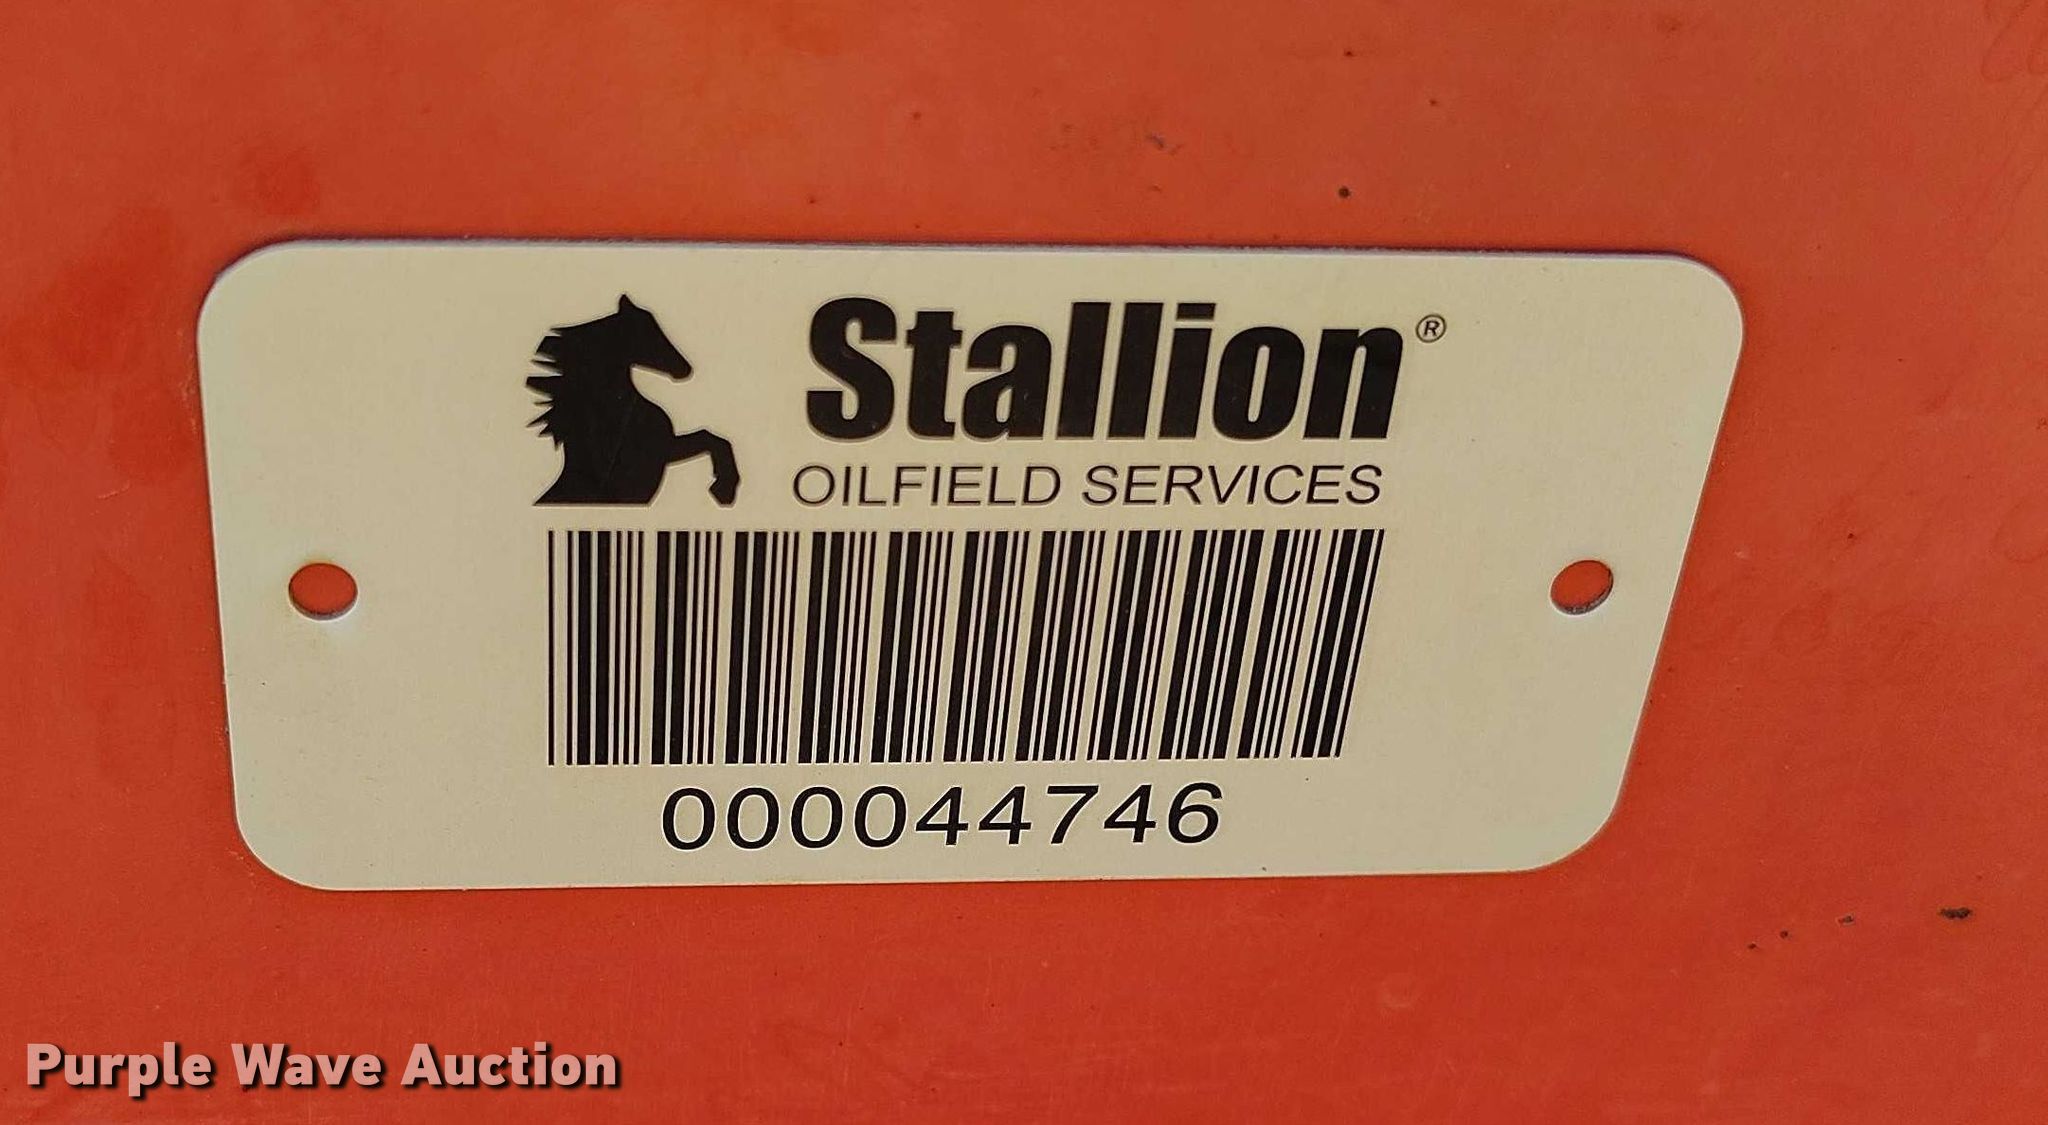 Stallion®
OILFIELD SERVICES
000044746
Purple Wave Auction